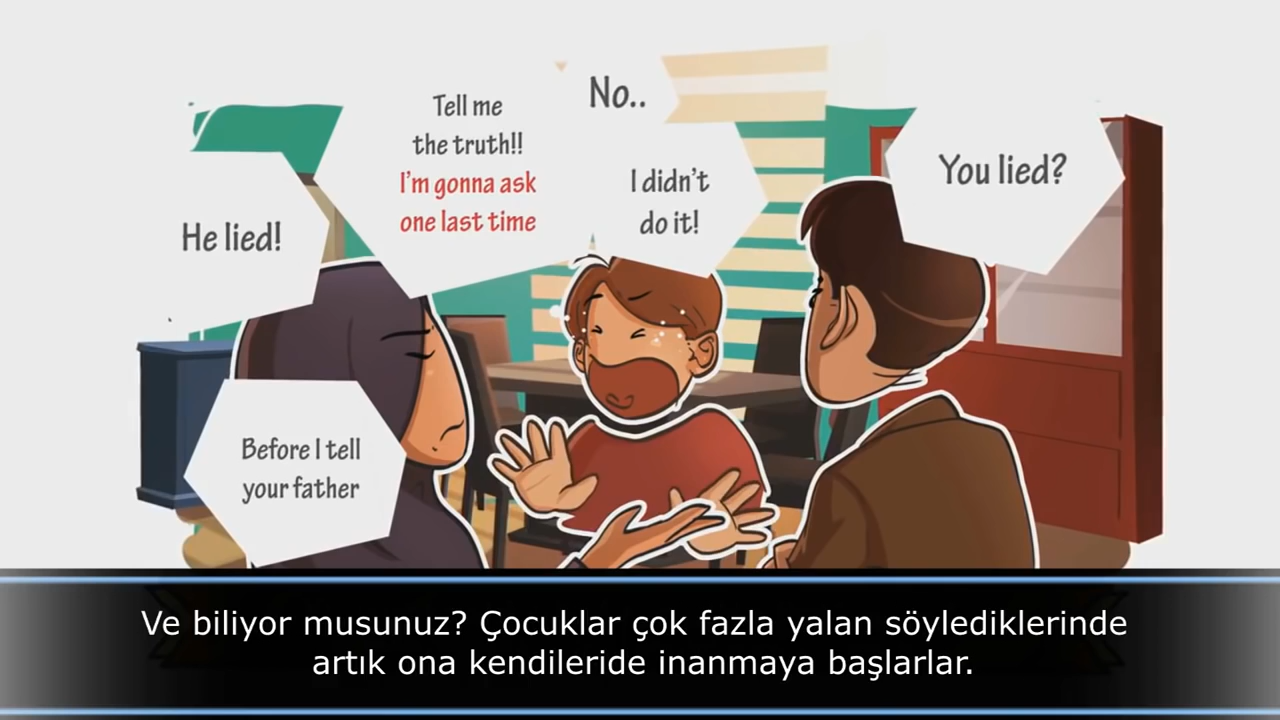 He lied!
Tell me
the truth!!
I'm gonna ask
one last time
Before I tell
your father
No..
I didn't
do it!
You lied?
Ve biliyor musunuz? Çocuklar çok fazla yalan söylediklerinde
artık ona kendileride inanmaya başlarlar.